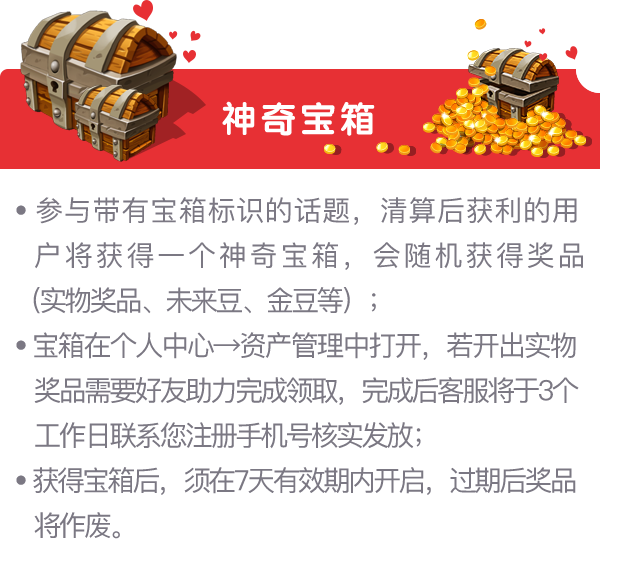 神奇宝箱
• 参与带有宝箱标识的话题，清算后获利的用
户将获得一个神奇宝箱，会随机获得奖品
（实物奖品、未来豆、金豆等）；
• 宝箱在个人中心→资产管理中打开，若开出实物
奖品需要好友助力完成领取，完成后客服将于3个
工作日联系您注册手机号核实发放；
• 获得宝箱后，须在7天有效期内开启，过期后奖品
将作废。